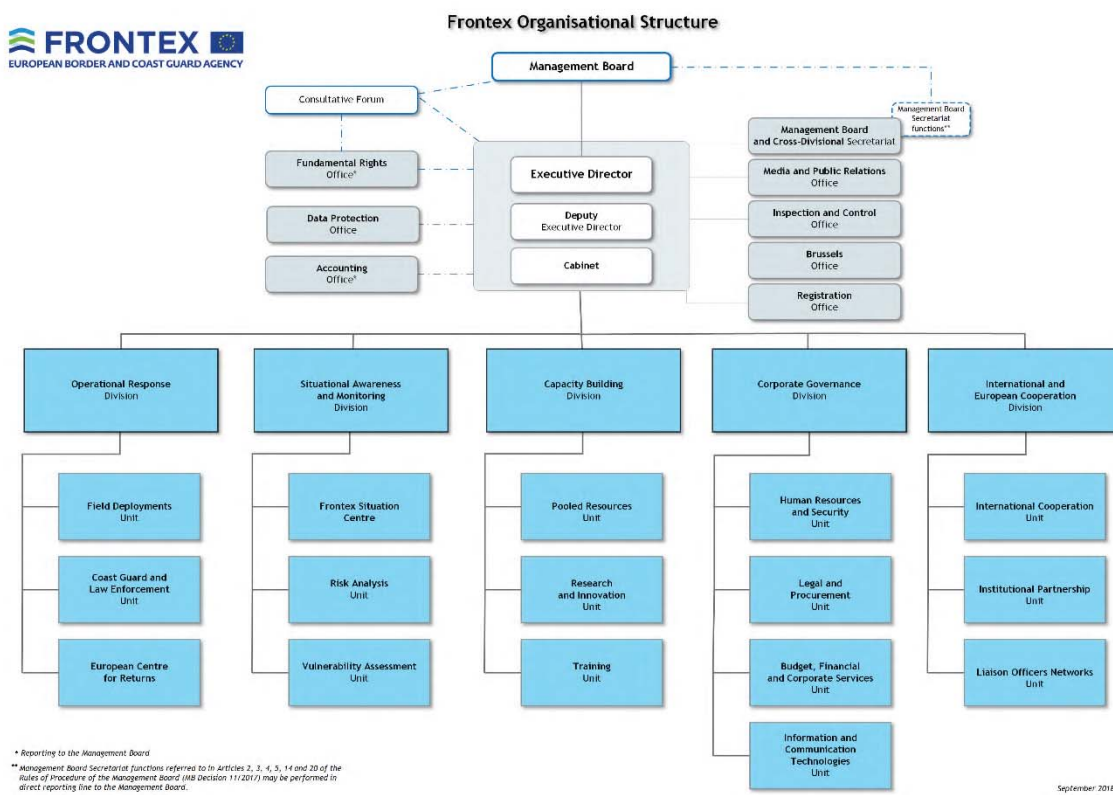 Frontex Organisational Structure
FRONTEX
EUROPEAN BORDER AND COAST GUARD AGENCY
Management Board
Consultative Forum
Management Board
Secretariat
functions**
Management Board
and Cross-Divisional Secretariat
Fundamental Rights
Office*
Executive Director
Media and Public Relations
Office
Data Protection
Office
Deputy
Executive Director
Inspection and Control
Office
Accounting
Office*
Cabinet
Brussels
Office
Registration
Office
Operational Response
Division
Situational Awareness
and Monitoring
Division
Capacity Building
Division
Corporate Governance
Division
International and
European Cooperation
Division
Field Deployments
Unit
Frontex Situation
Centre
Pooled Resources
Unit
Human Resources
and Security
Unit
International Cooperation
Unit
Coast Guard and
Law Enforcement
Unit
Risk Analysis
Unit
Research
and Innovation
Unit
Legal and
Procurement
Unit
Institutional Partnership
Unit
European Centre
for Returns
Vulnerability Assessment
Unit
Training
Unit
Budget, Financial
and Corporate Services
Unit
Liaison Officers Networks
Unit
Information and
Communication
Technologies
Unit
* Reporting to the Management Board
** Management Board Secretariat functions referred to in Articles 2, 3, 4, 5, 14 and 20 of the
Rules of Procedure of the Management Board (MB Decision 11/2017) may be performed in
direct reporting line to the Management Board.
September 2018